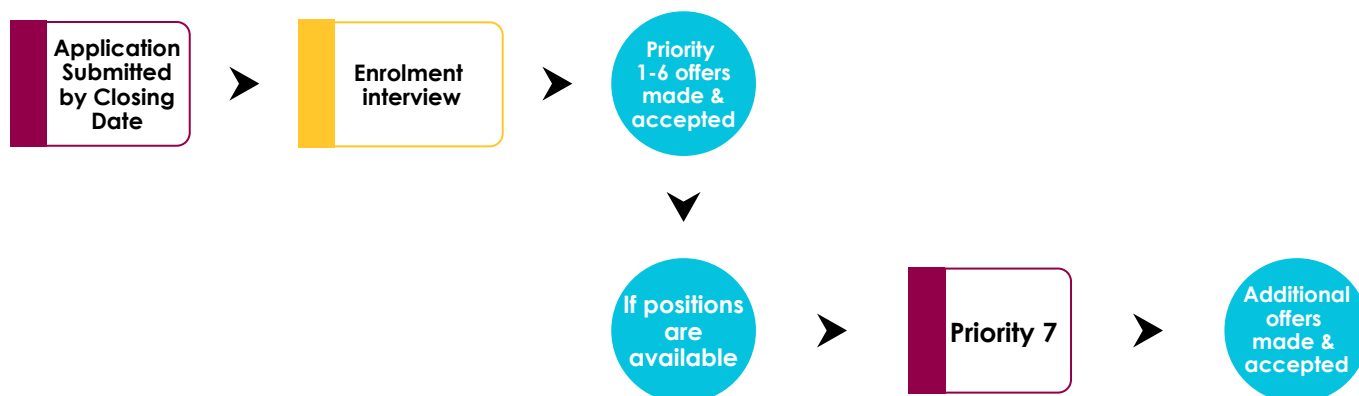 Application
Submitted
by Closing
Date
Enrolment
interview
Priority
1-6 offers
made &
accepted
If positions
are
available
Priority 7
Additional
offers
made &
accepted